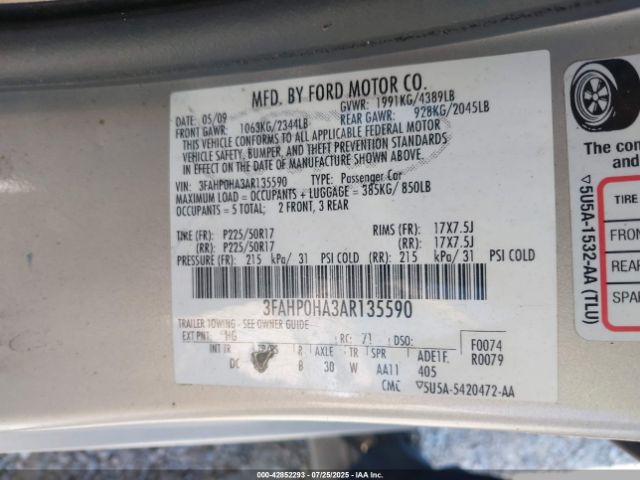 MFD. BY FORD MOTOR CO.
DATE: 05/09 GVWR: 1991KG/4389LB
FRONT GAWR: 1063KG/2344LB REAR GAWR: 928KG/2045LB
THIS VEHICLE CONFORMS TO ALL APPLICABLE FEDERAL MOTOR
VEHICLE SAFETY, BUMPER, AND THEFT PREVENTION STANDARDS
IN EFFECT ON THE DATE OF MANUFACTURE SHOWN ABOVE.
VIN: 3FAHP0HA3AR135590 TYPE: Passenger Car
MAXIMUM LOAD = OCCUPANTS + LUGGAGE = 385KG/ 850LB
OCCUPANTS = 5 TOTAL: 2 FRONT, 3 REAR
TIRE (FR): P225/50R17 RIMS (FR): 17X7.5J
(RR): P225/50R17 (RR): 17X7.5J
PRESSURE (FR): 215 kPa/ 31 PSI COLD (RR): 215 kPa/ 31 PSI COLD
3FAHP0HA3AR135590
TRAILER TOWING - SEE OWNER GUIDE
EXT PNT: HG RC: 71 DSO: F0074
INT TR AXLE TR SPR ADE1F. R0079
DC B 30 W AA11 405
CMC ▽5U5A-5420472-AA
The con
▽5U5A-1532-AA (TLU)
TIRE
FRON
REAR
SPA
000-42852293 - 07/25/2025 - IAA, Inc.